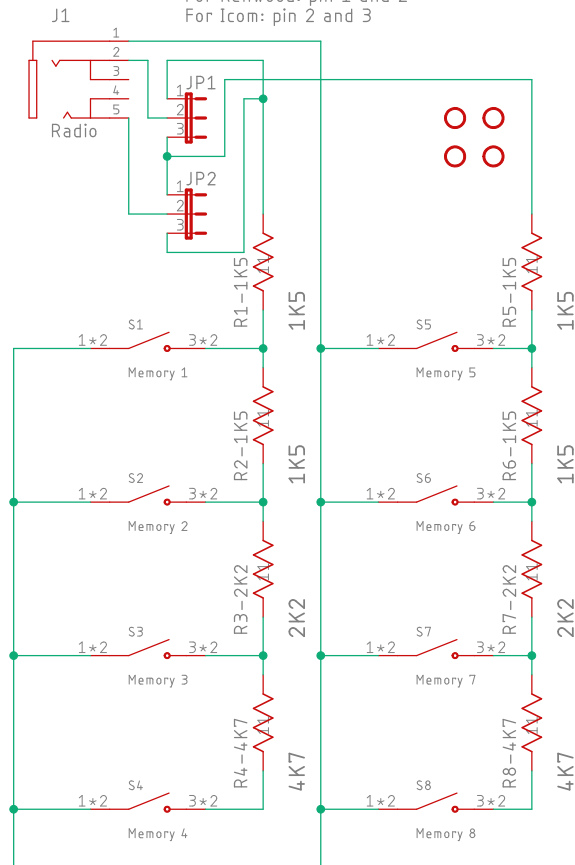 For Icom: pin 2 and 3
J1
1
2
3
4
5
Radio
JP1
1
2
3
JP2
1
2
3
R1-1K5
1K5
R5-1K5
1K5
S1
1*2
3*2
Memory 1
S5
1*2
3*2
Memory 5
R2-1K5
1K5
R6-1K5
1K5
S2
1*2
3*2
Memory 2
S6
1*2
3*2
Memory 6
R3-2K2
2K2
R7-2K2
2K2
S3
1*2
3*2
Memory 3
S7
1*2
3*2
Memory 7
R4-4K7
4K7
R8-4K7
4K7
S4
1*2
3*2
Memory 4
S8
1*2
3*2
Memory 8